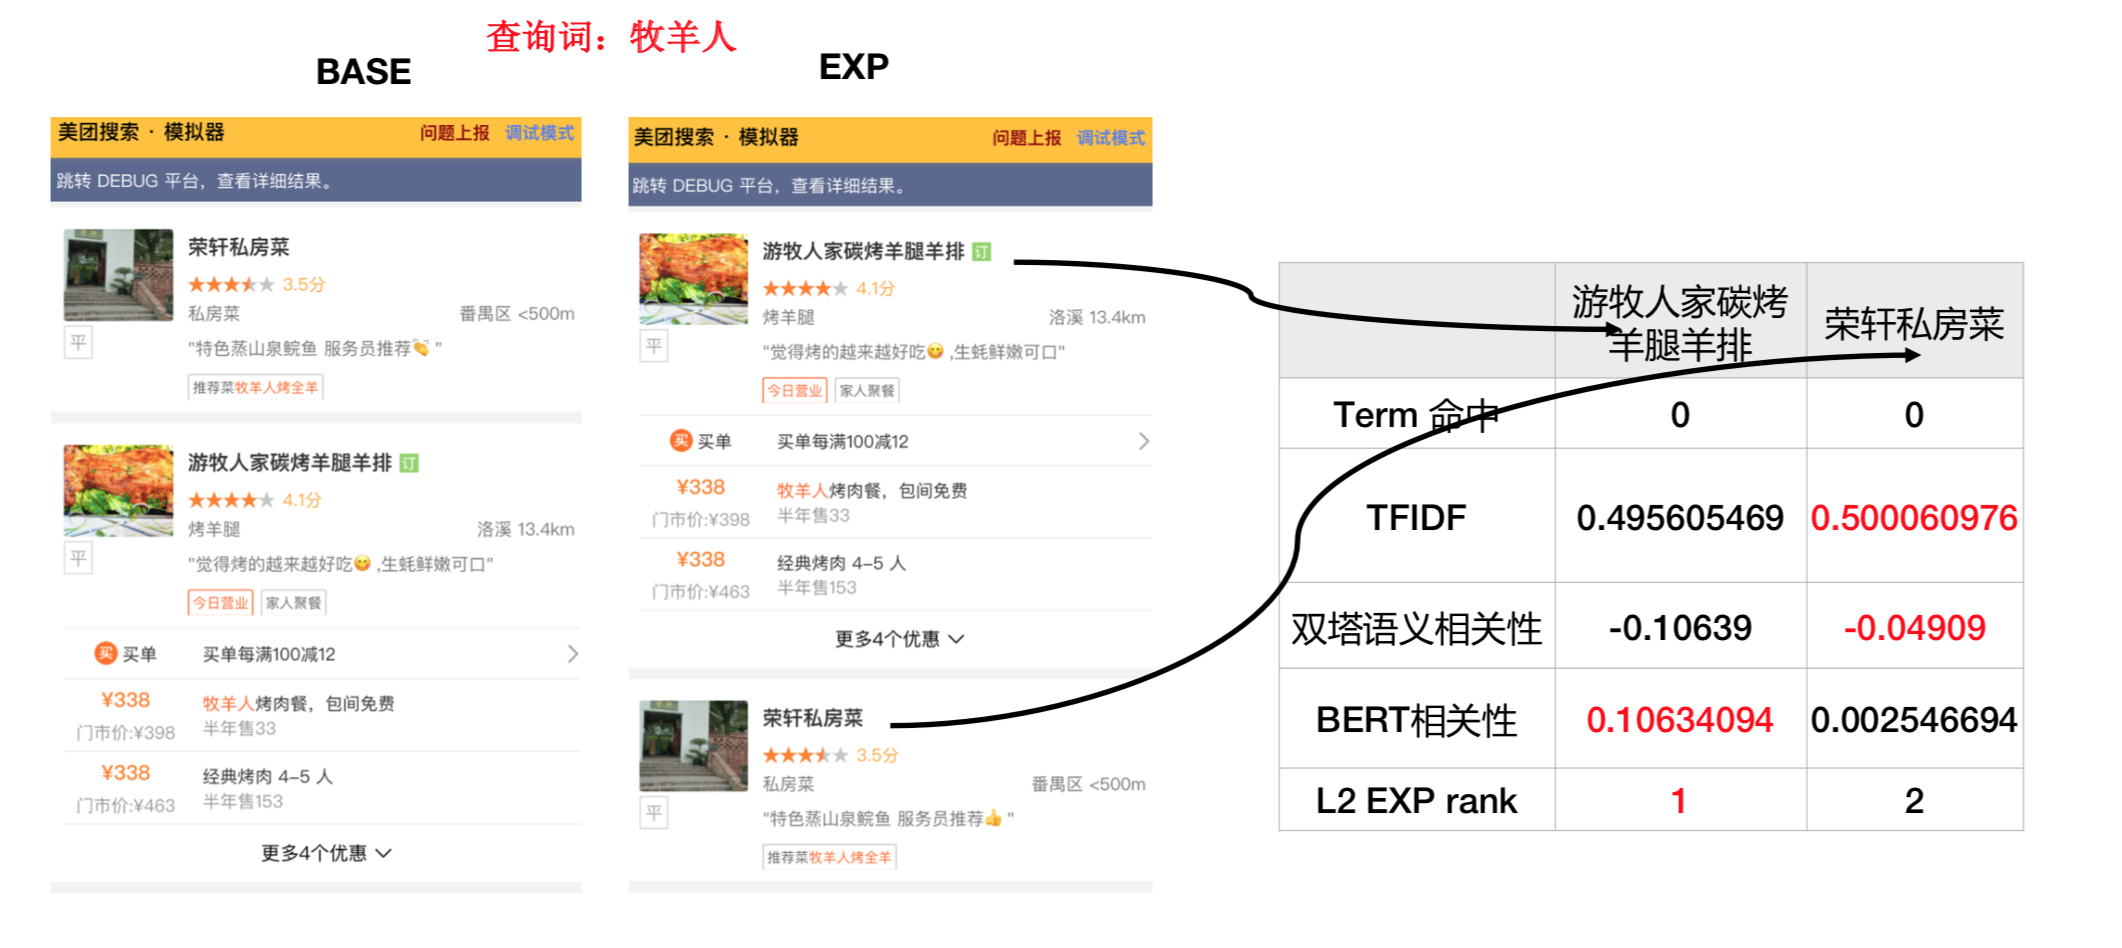 查询词：牧羊人
BASE
EXP
美团搜索 · 模拟器
问题上报 调试模式
跳转 DEBUG 平台，查看详细结果。
荣轩私房菜
3.5分
私房菜
番禺区 <500m
平
"特色蒸山泉鲩鱼 服务员推荐👏 "
推荐菜牧羊人烤全羊
游牧人家碳烤羊腿羊排 订
4.1分
烤羊腿
洛溪 13.4km
平
"觉得烤的越来越好吃😋 ,生蚝鲜嫩可口"
今日营业 家人聚餐
买 买单 买单每满100减12
¥338 牧羊人烤肉餐，包间免费
门市价:¥398 半年售33
¥338 经典烤肉 4–5 人
门市价:¥463 半年售153
更多4个优惠
美团搜索 · 模拟器
问题上报 调试模式
跳转 DEBUG 平台，查看详细结果。
游牧人家碳烤羊腿羊排 订
4.1分
烤羊腿
洛溪 13.4km
平
"觉得烤的越来越好吃😋 ,生蚝鲜嫩可口"
今日营业 家人聚餐
买 买单 买单每满100减12
¥338 牧羊人烤肉餐，包间免费
门市价:¥398 半年售33
¥338 经典烤肉 4–5 人
门市价:¥463 半年售153
更多4个优惠
荣轩私房菜
3.5分
私房菜
番禺区 <500m
平
"特色蒸山泉鲩鱼 服务员推荐👍 "
推荐菜牧羊人烤全羊
游牧人家碳烤
羊腿羊排
荣轩私房菜
Term 命中 0 0
TFIDF 0.495605469 0.500060976
双塔语义相关性 -0.10639 -0.04909
BERT相关性 0.10634094 0.002546694
L2 EXP rank 1 2